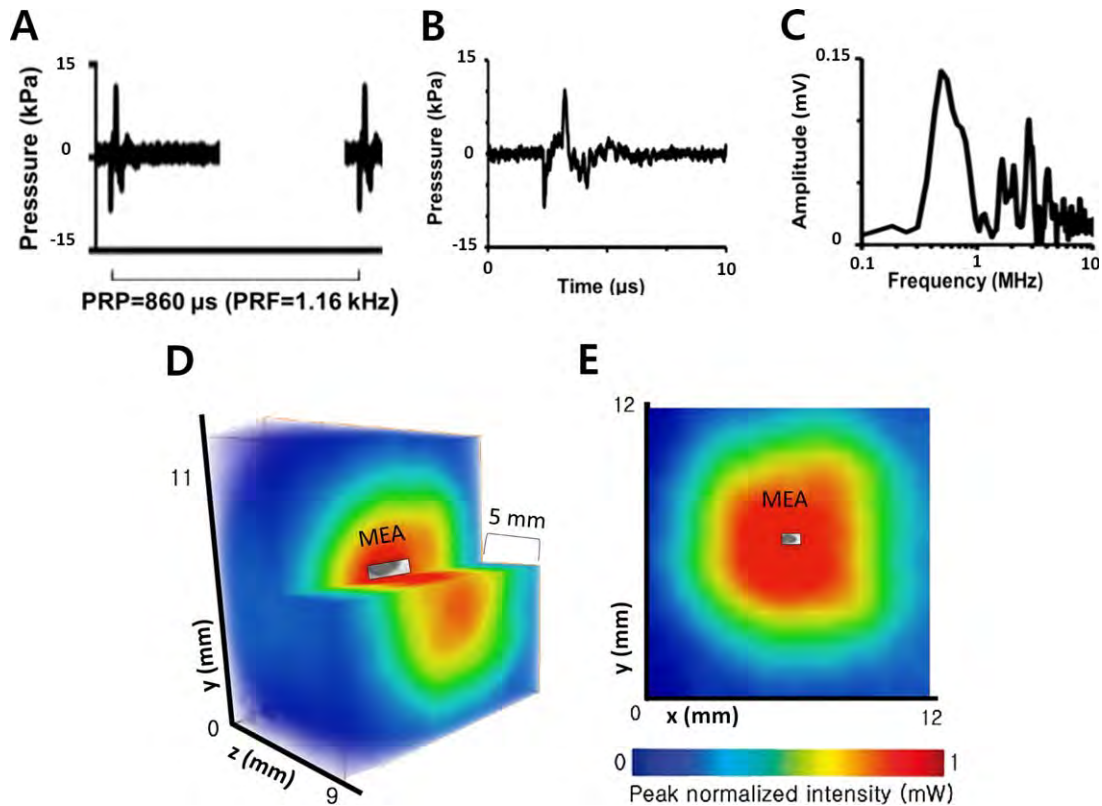 A
15
0
-15
Presssure (kPa)
PRP=860 µs (PRF=1.16 kHz)
B
15
0
-15
Presssure (kPa)
0
10
Time (µs)
C
0.15
0
Amplitude (mV)
0.1
1
10
Frequency (MHz)
D
11
MEA
5 mm
y (mm)
0
z (mm)
9
E
12
MEA
y (mm)
0
x (mm)
12
0
1
Peak normalized intensity (mW)